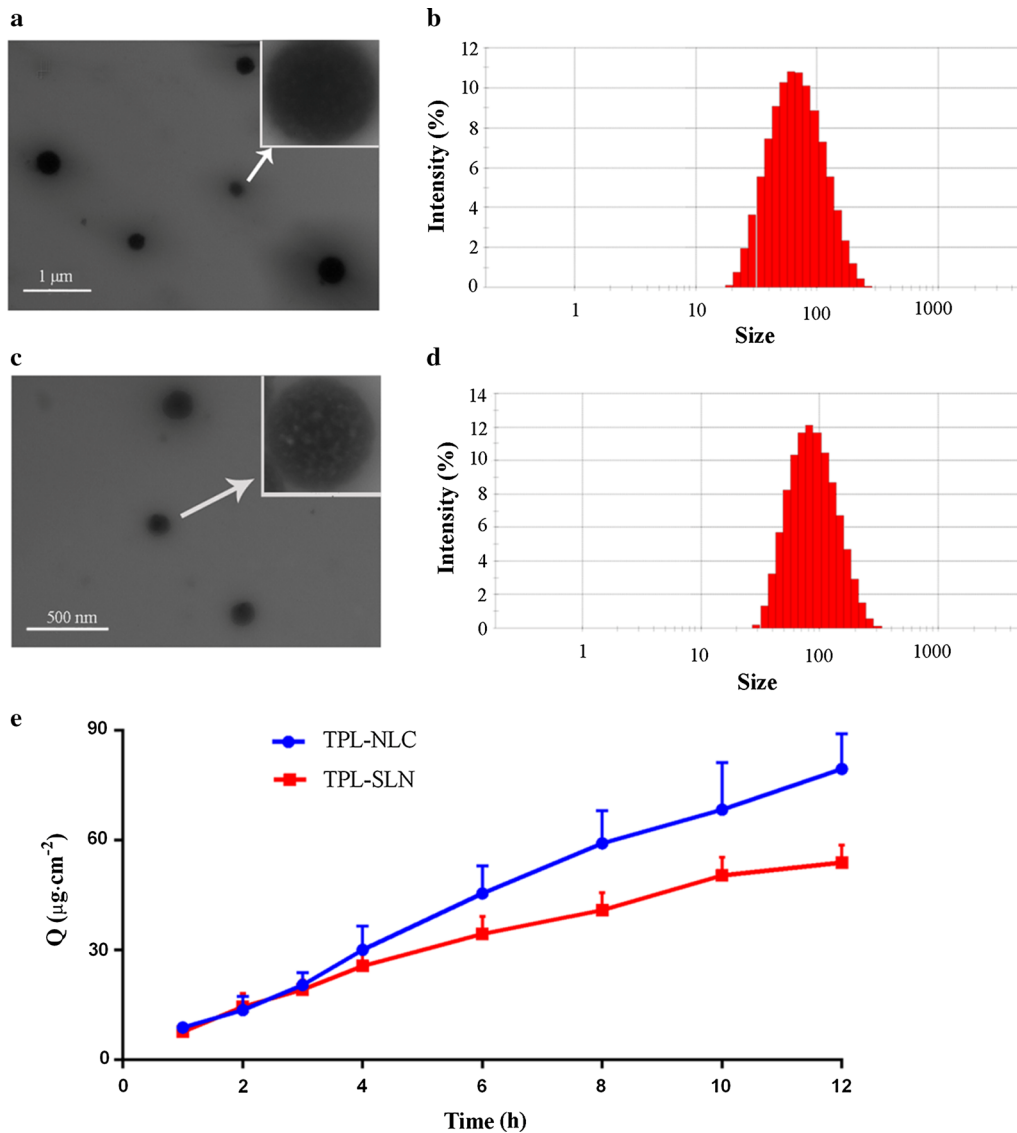 a
1 μm
b
12
10
8
6
4
2
0
Intensity (%)
1
10
100
1000
Size
c
500 nm
d
14
12
10
8
6
4
2
0
Intensity (%)
1
10
100
1000
Size
e
TPL-NLC
TPL-SLN
90
60
30
0
Q (μg·cm-2)
0
2
4
6
8
10
12
Time (h)